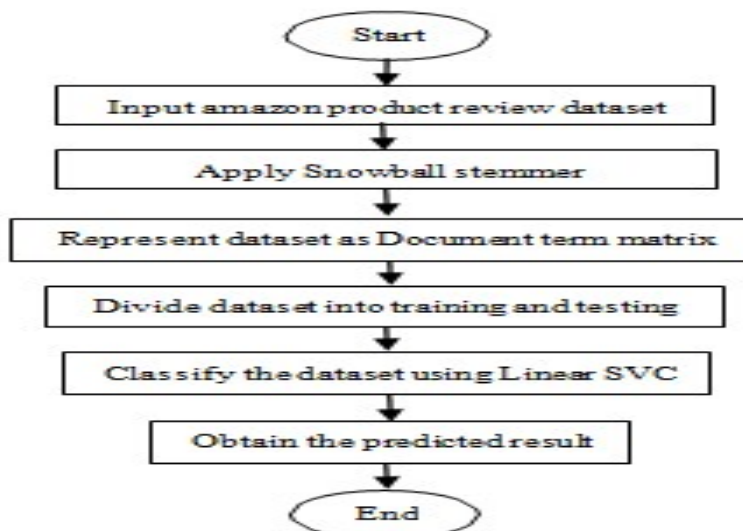 Start
Input amazon product review dataset
Apply Snowball stemmer
Represent dataset as Document term matrix
Divide dataset into training and testing
Classify the dataset using Linear SVC
Obtain the predicted result
End